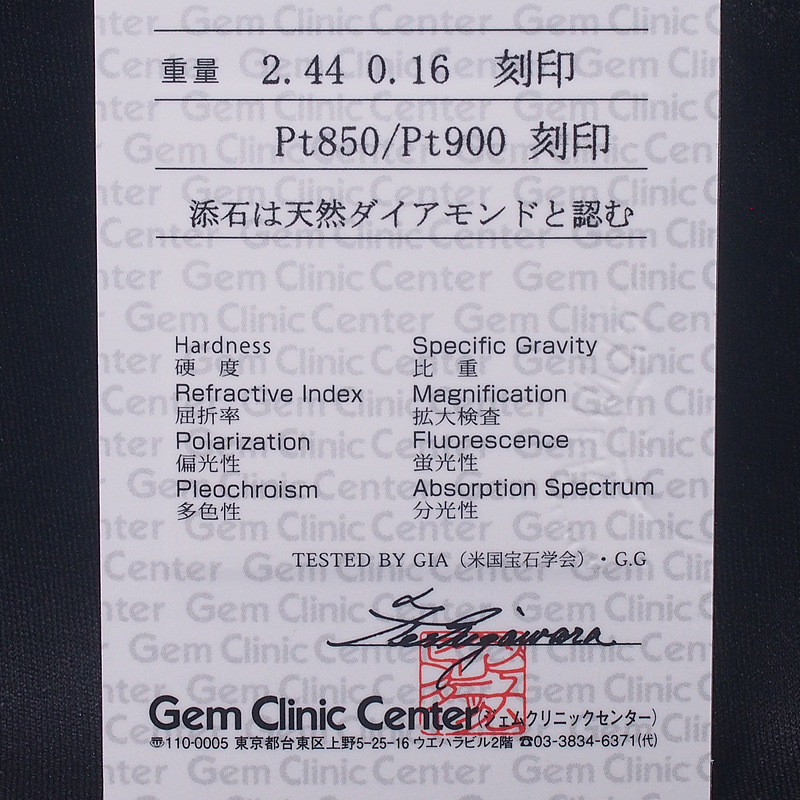 重量 2.44 0.16 刻印
Pt850/Pt900 刻印
添石は天然ダイアモンドと認む
Hardness Specific Gravity
硬 度 比 重
Refractive Index Magnification
屈折率 拡大検査
Polarization Fluorescence
偏光性 蛍光性
Pleochroism Absorption Spectrum
多色性 分光性
TESTED BY GIA（米国宝石学会）・G.G
Gem Clinic Center（ジェムクリニックセンター）
〠110-0005 東京都台東区上野5-25-16 ウエハラビル2階 ☎03-3834-6371（代）